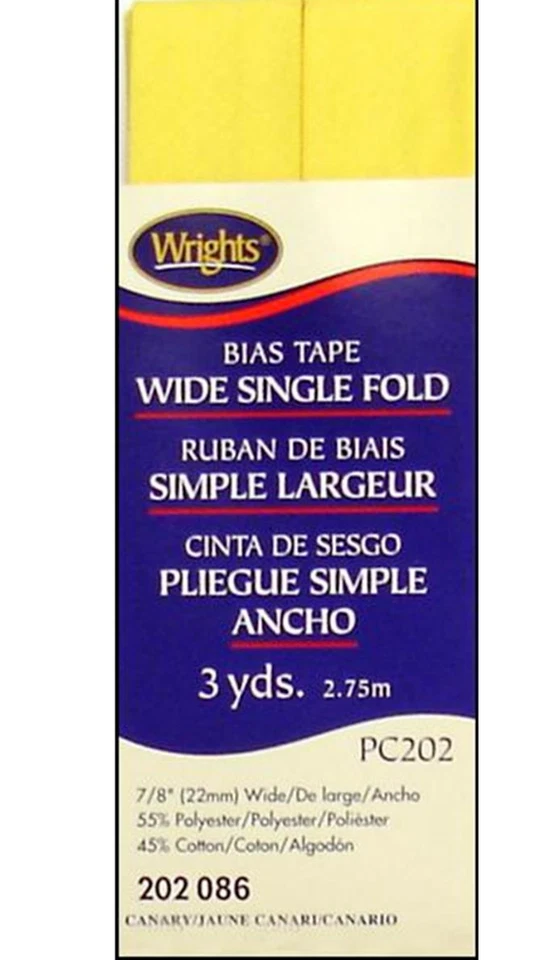 Wrights®
BIAS TAPE
WIDE SINGLE FOLD
RUBAN DE BIAIS
SIMPLE LARGEUR
CINTA DE SESGO
PLIEGUE SIMPLE
ANCHO
3 yds. 2.75m
PC202
7/8" (22mm) Wide/De large/Ancho
55% Polyester/Polyester/Poliéster
45% Cotton/Coton/Algodón
202 086
CANARY/JAUNE CANARI/CANARIO